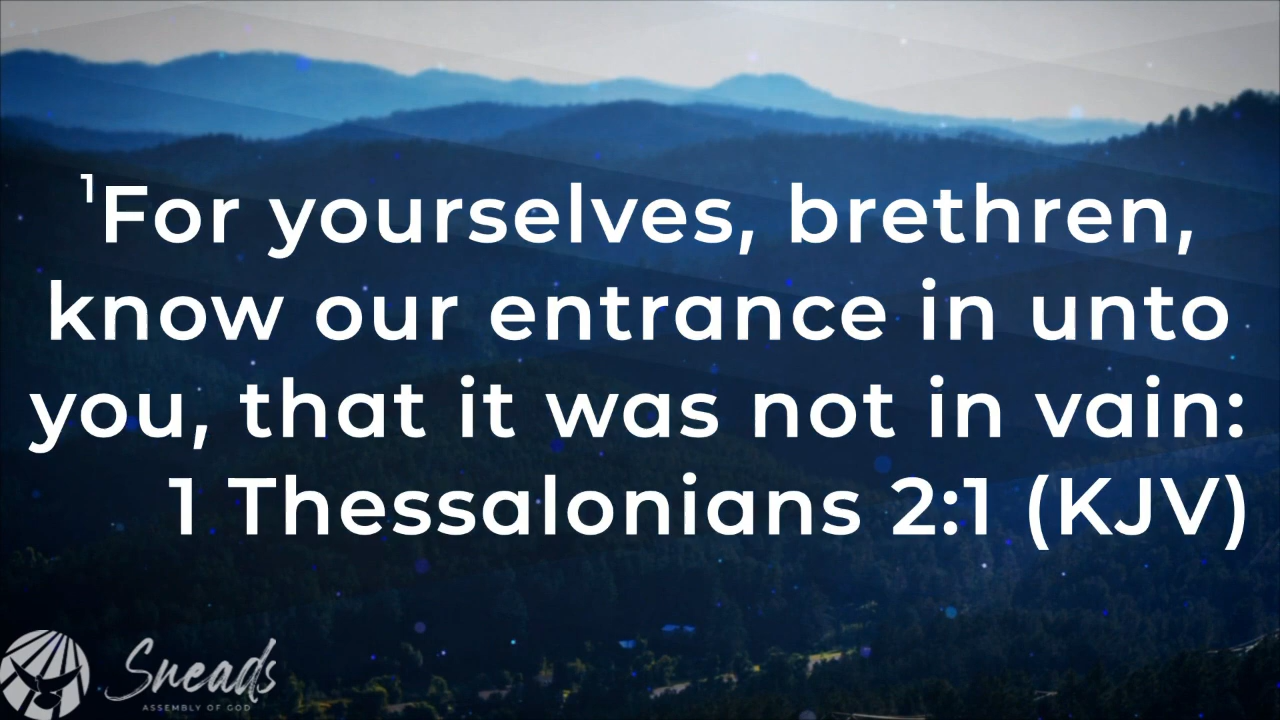 ¹For yourselves, brethren,
know our entrance in unto
you, that it was not in vain:
1 Thessalonians 2:1 (KJV)
Sneads
ASSEMBLY OF GOD